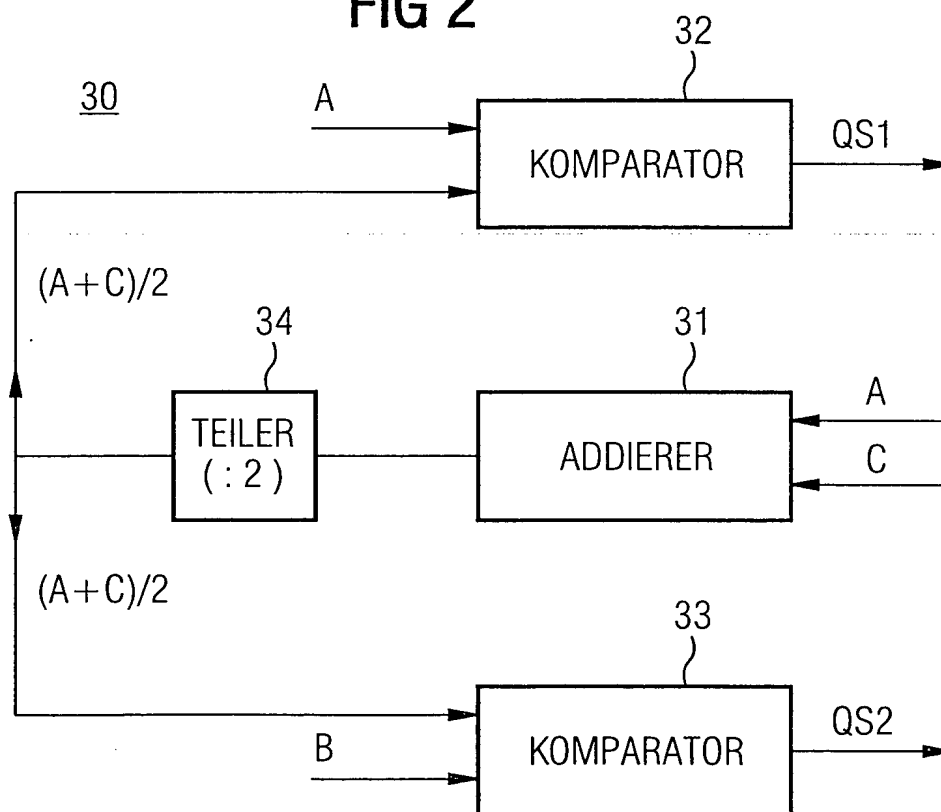 FIG 2
32
30
A
KOMPARATOR
QS1
(A+C)/2
34
31
TEILER
( : 2 )
ADDIERER
A
C
(A+C)/2
33
B
KOMPARATOR
QS2